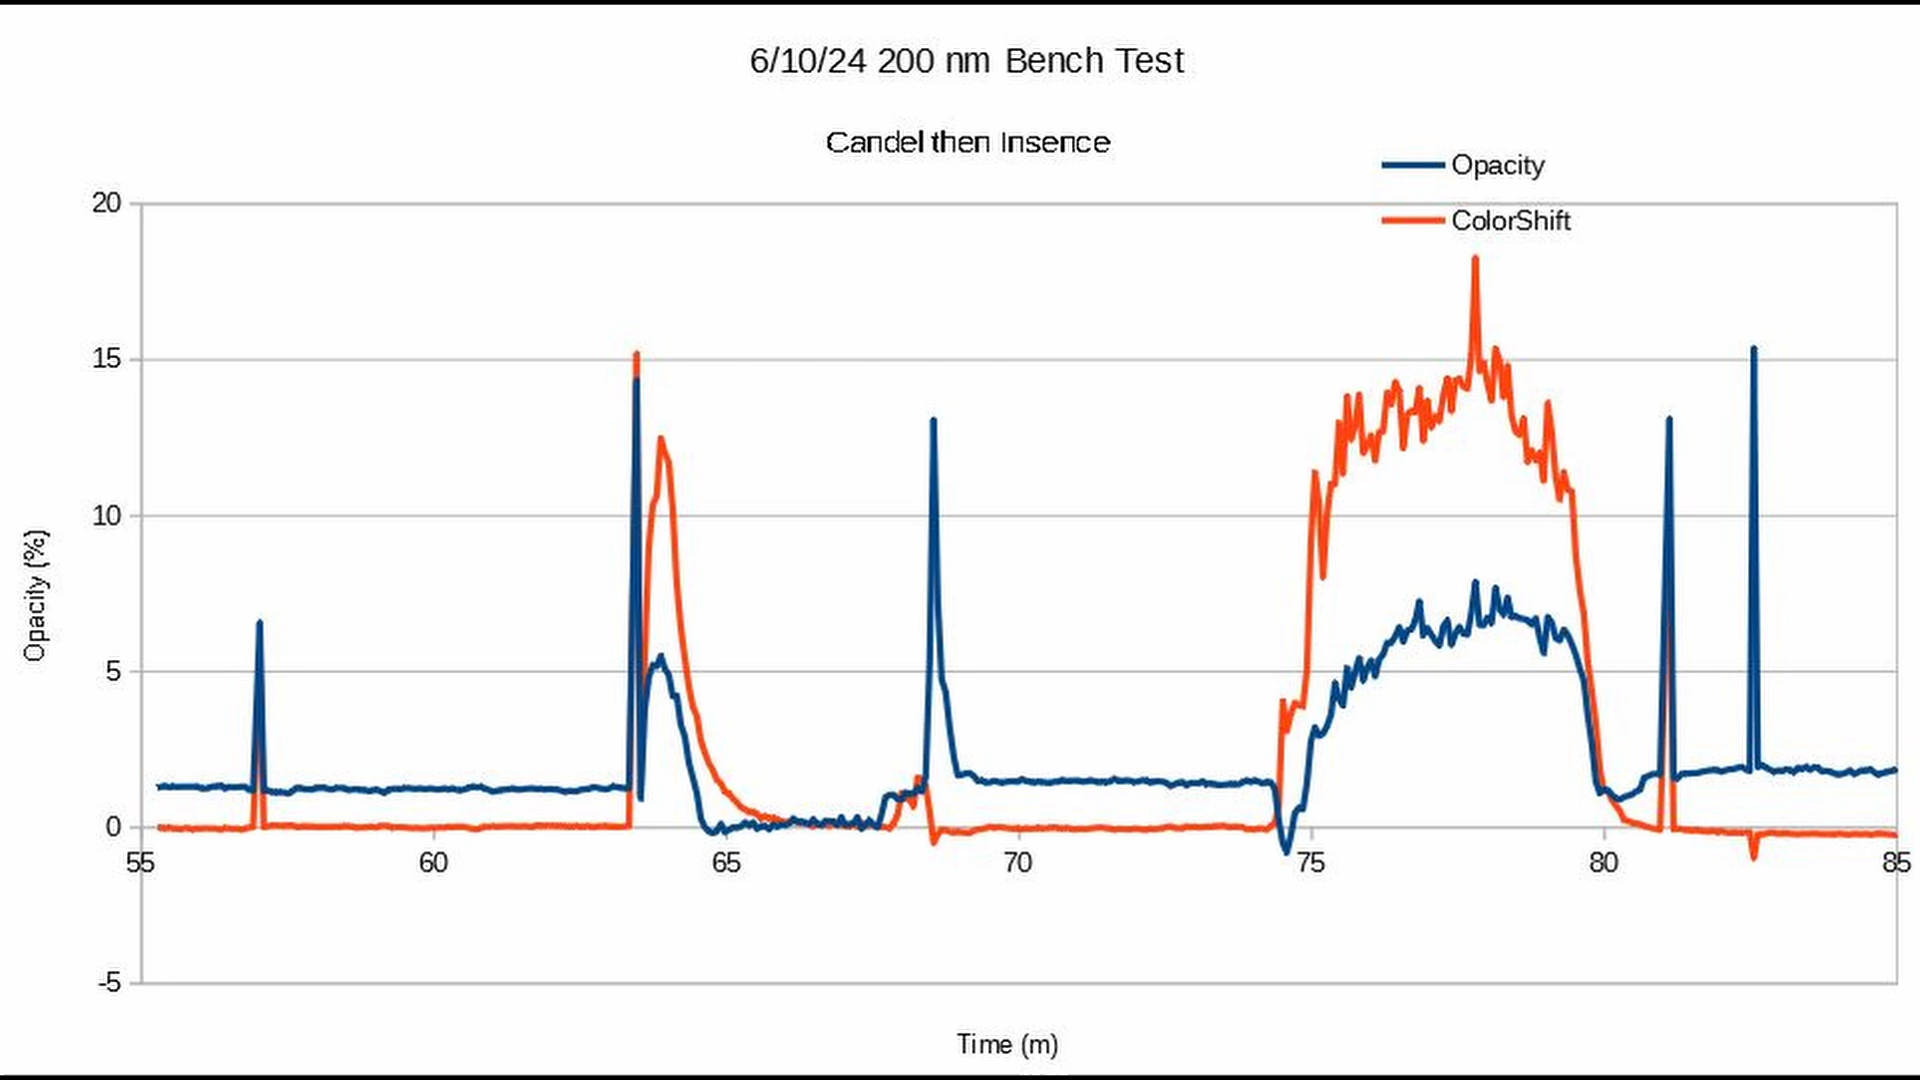 6/10/24 200 nm Bench Test
Candel then Insence
Opacity
ColorShift
20
15
10
5
0
-5
55 60 65 70 75 80 85
Opacity (%)
Time (m)